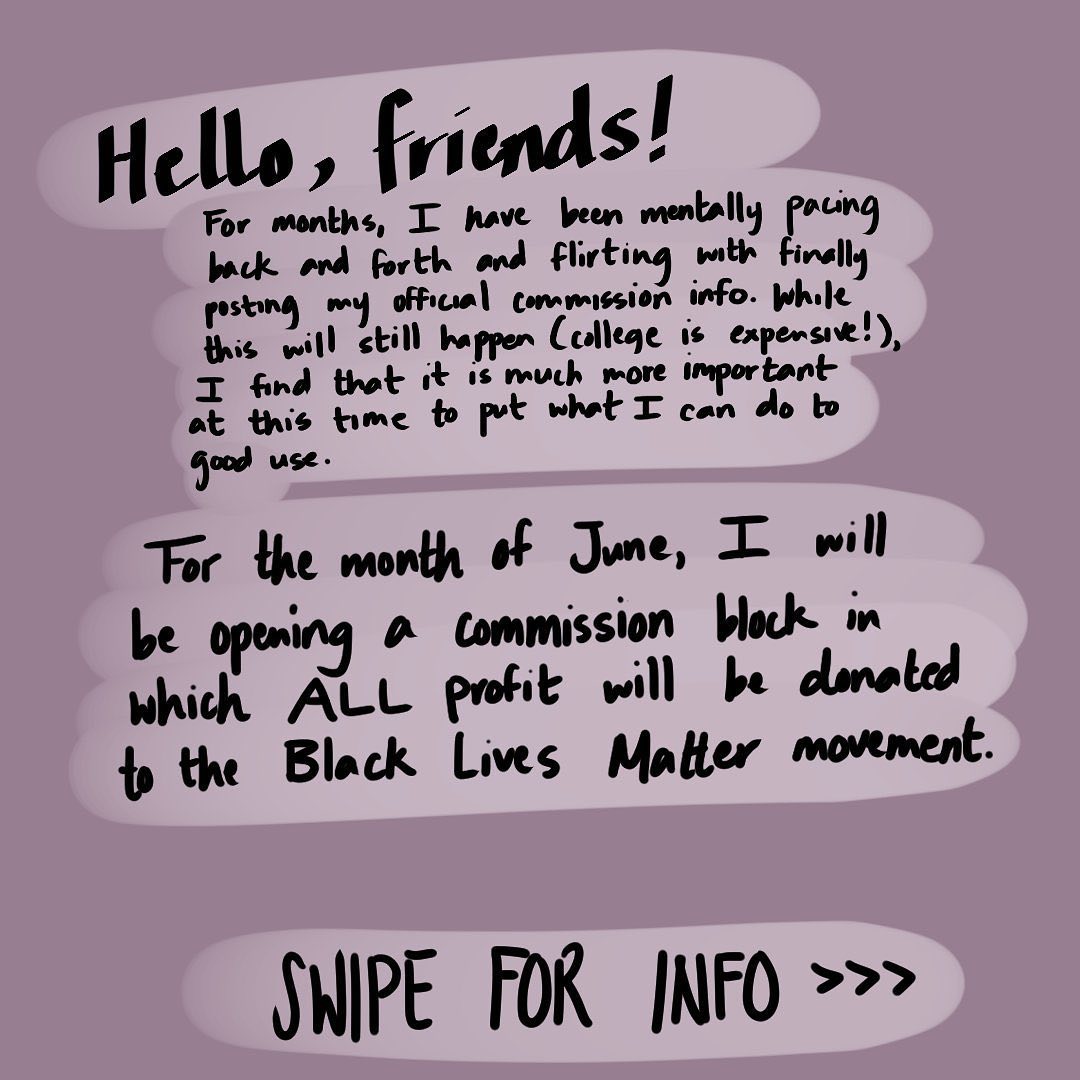 Hello, friends!
For months, I have been mentally pacing
back and forth and flirting with finally
posting my official commission info. While
this will still happen (college is expensive!),
I find that it is much more important
at this time to put what I can do to
good use.
For the month of June, I will
be opening a commission block in
which ALL profit will be donated
to the Black Lives Matter movement.
SWIPE FOR INFO >>>